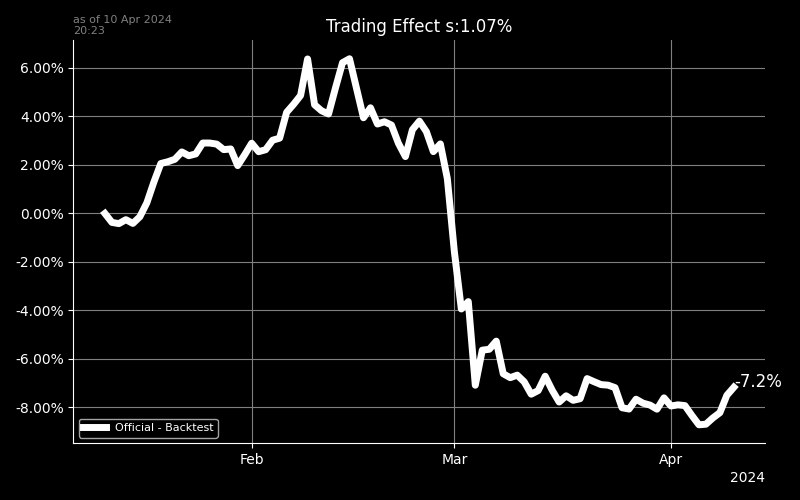 as of 10 Apr 2024
20:23
Trading Effect s:1.07%
6.00%
4.00%
2.00%
0.00%
-2.00%
-4.00%
-6.00%
-8.00%
-7.2%
Official - Backtest
Feb
Mar
Apr
2024